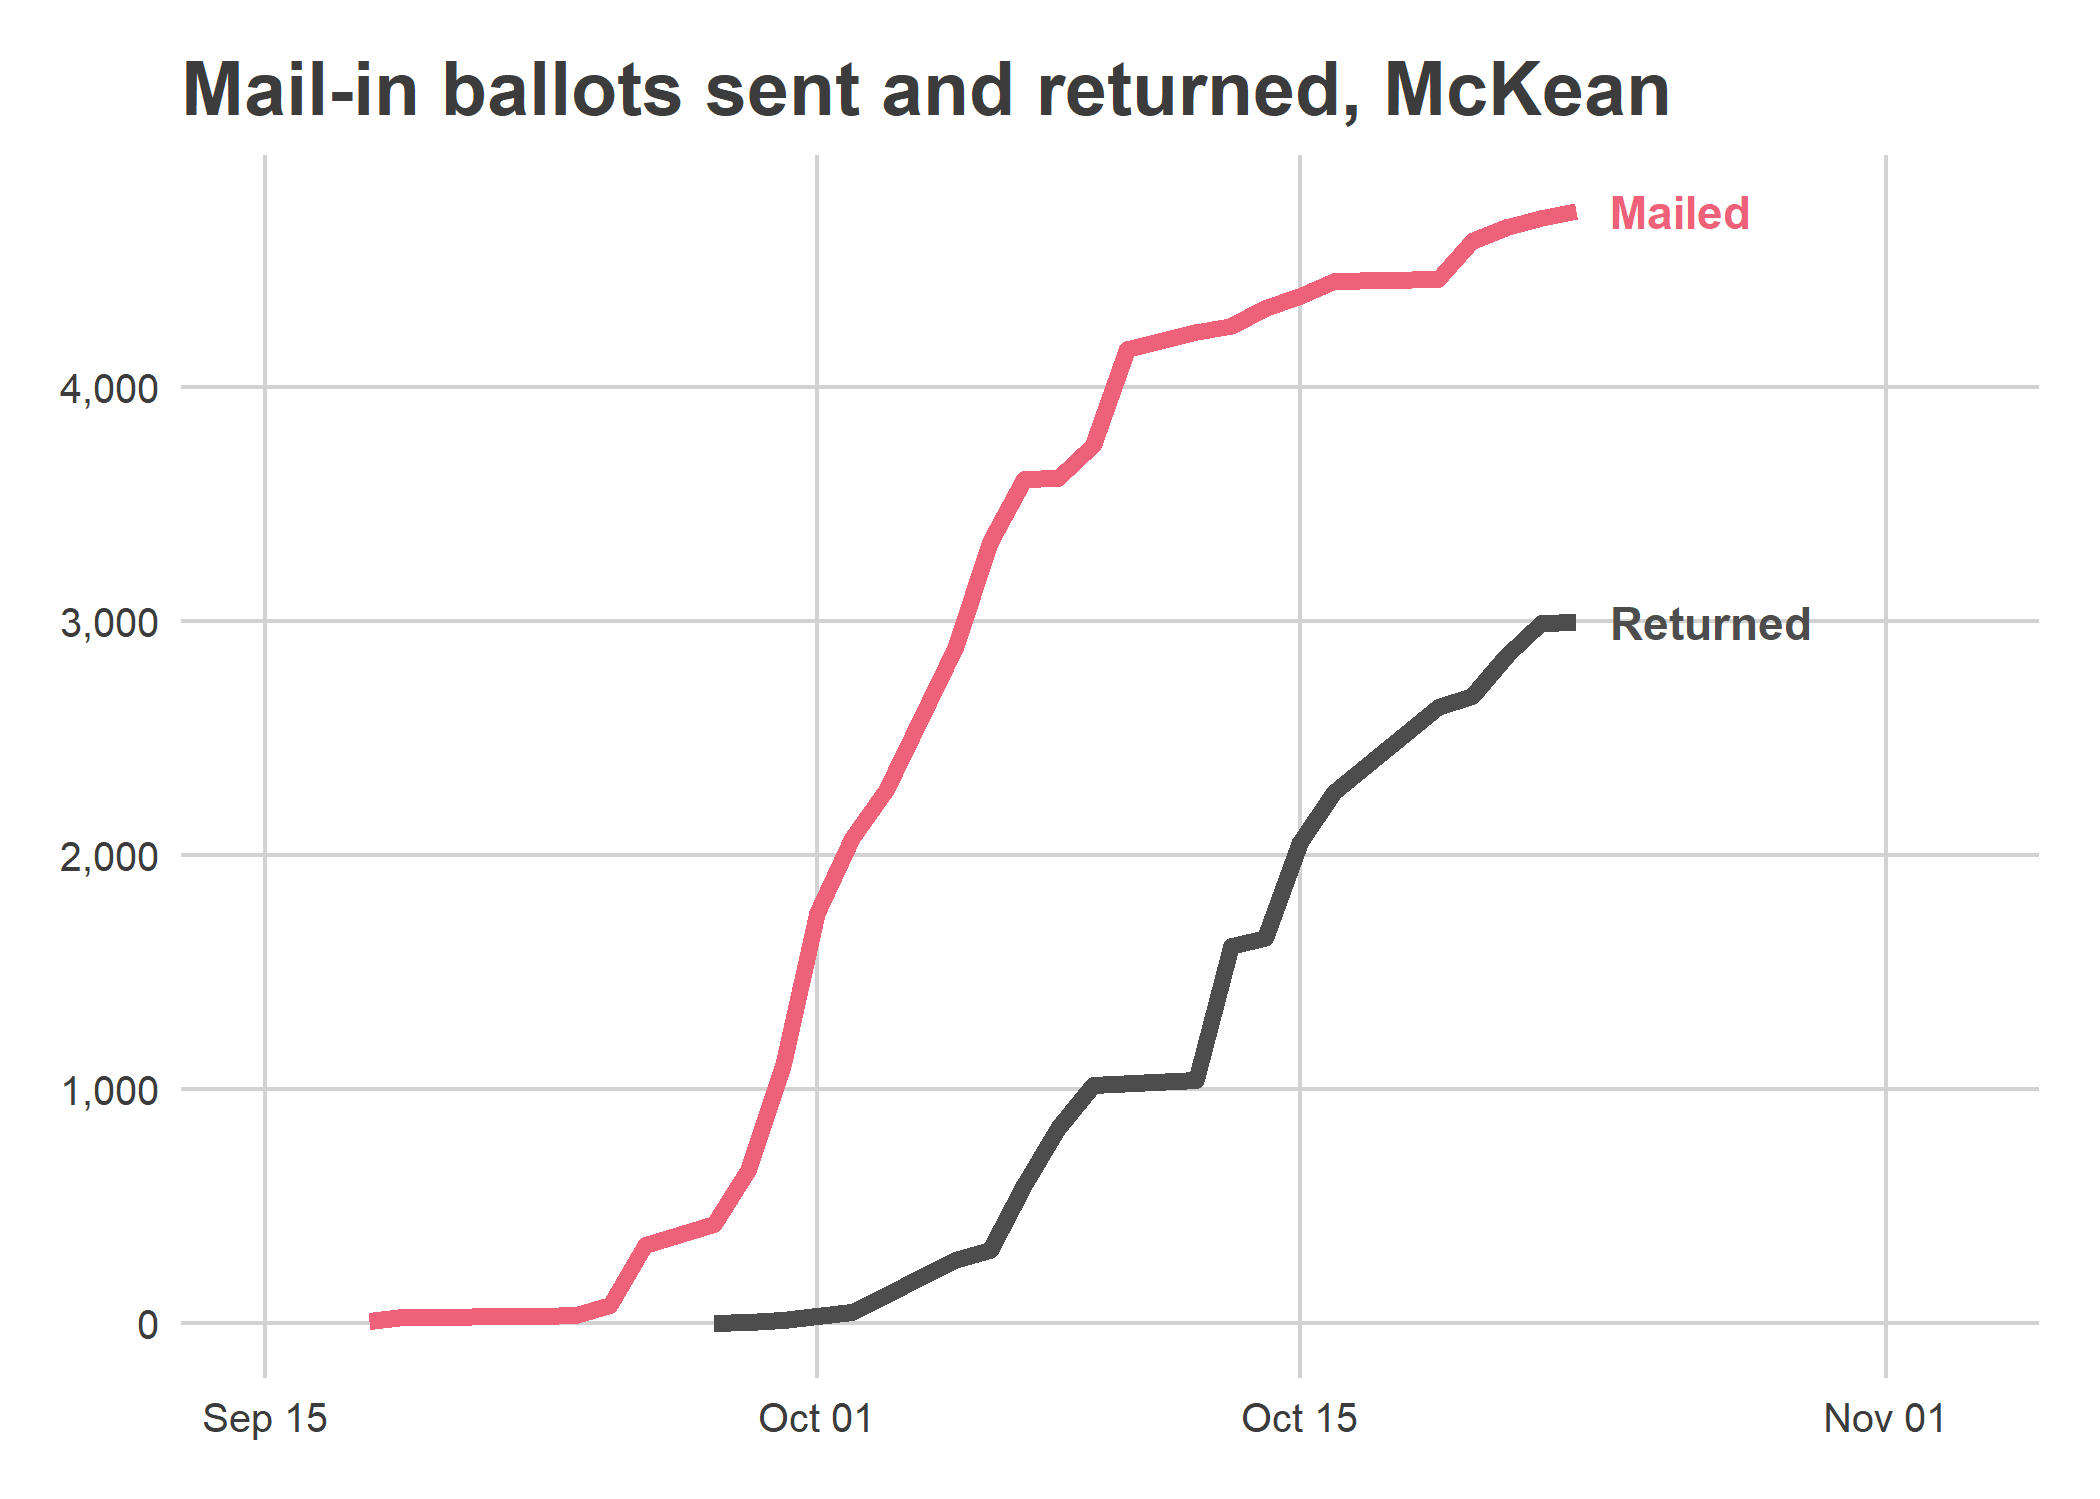 Mail-in ballots sent and returned, McKean
Mailed
4,000
3,000
Returned
2,000
1,000
0
Sep 15
Oct 01
Oct 15
Nov 01